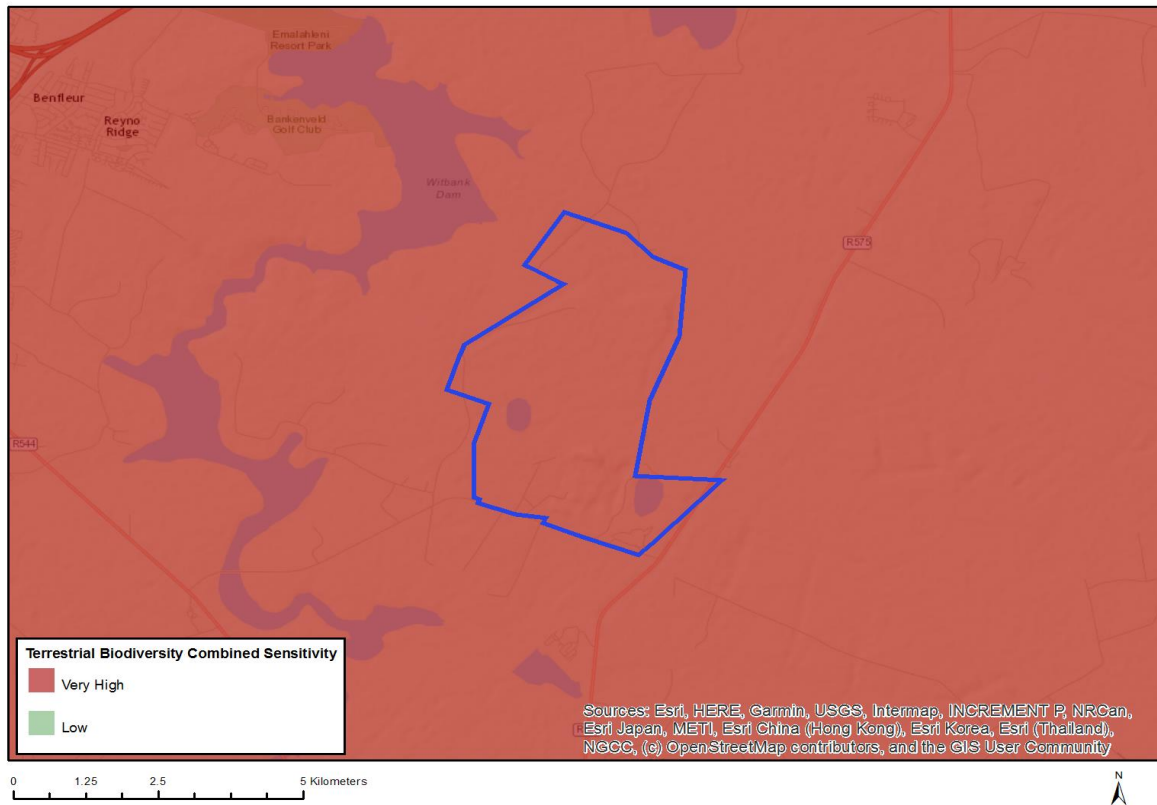 Emalahleni
Resort Park
Benfleur
Reyno
Ridge
Bankenveld
Golf Club
Witbank
Dam
R575
R544
Terrestrial Biodiversity Combined Sensitivity
Very High
Low
Sources: Esri, HERE, Garmin, USGS, Intermap, INCREMENT P, NRCan,
Esri Japan, METI, Esri China (Hong Kong), Esri Korea, Esri (Thailand),
NGCC, (c) OpenStreetMap contributors, and the GIS User Community
0 1.25 2.5 5 Kilometers
N